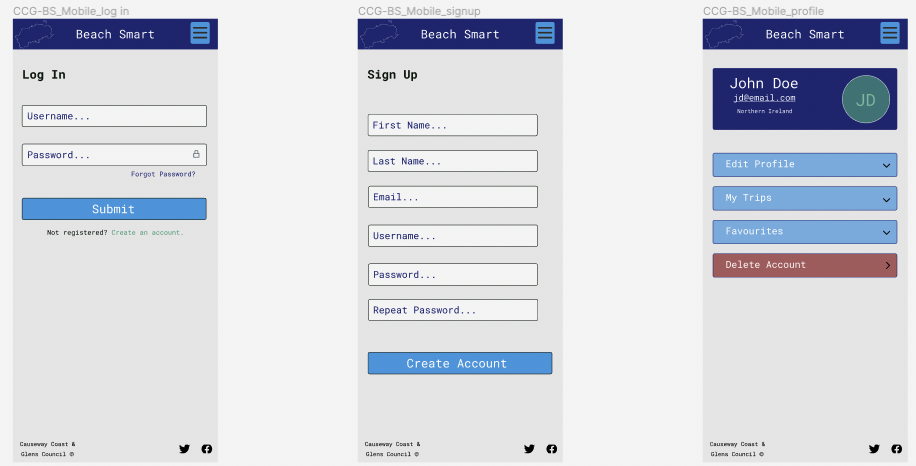 CCG-BS_Mobile_log in
Beach Smart
Log In
Username...
Password...
Forgot Password?
Submit
Not registered? Create an account.
Causeway Coast &
Glens Council ©
CCG-BS_Mobile_signup
Beach Smart
Sign Up
First Name...
Last Name...
Email...
Username...
Password...
Repeat Password...
Create Account
Causeway Coast &
Glens Council ©
CCG-BS_Mobile_profile
Beach Smart
John Doe
jd@email.com
Northern Ireland
JD
Edit Profile
My Trips
Favourites
Delete Account
Causeway Coast &
Glens Council ©